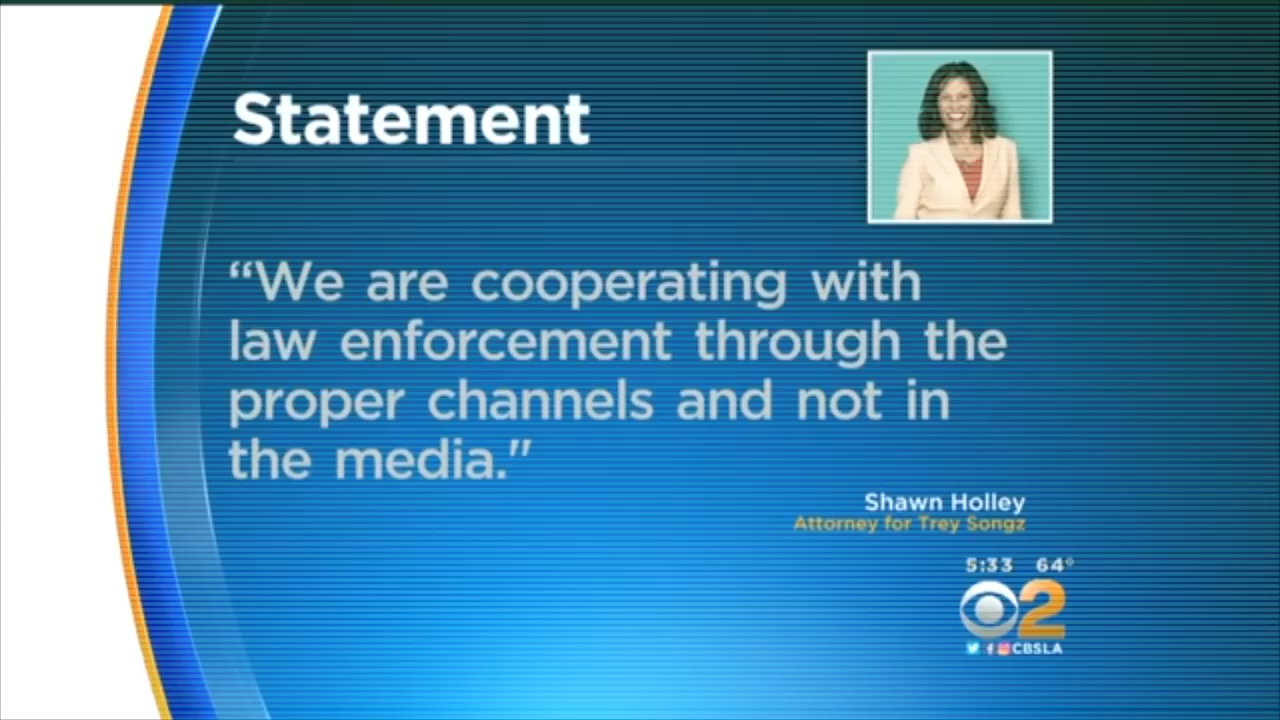 Statement
“We are cooperating with
law enforcement through the
proper channels and not in
the media."
Shawn Holley
Attorney for Trey Songz
5:33 64°
2
CBSLA